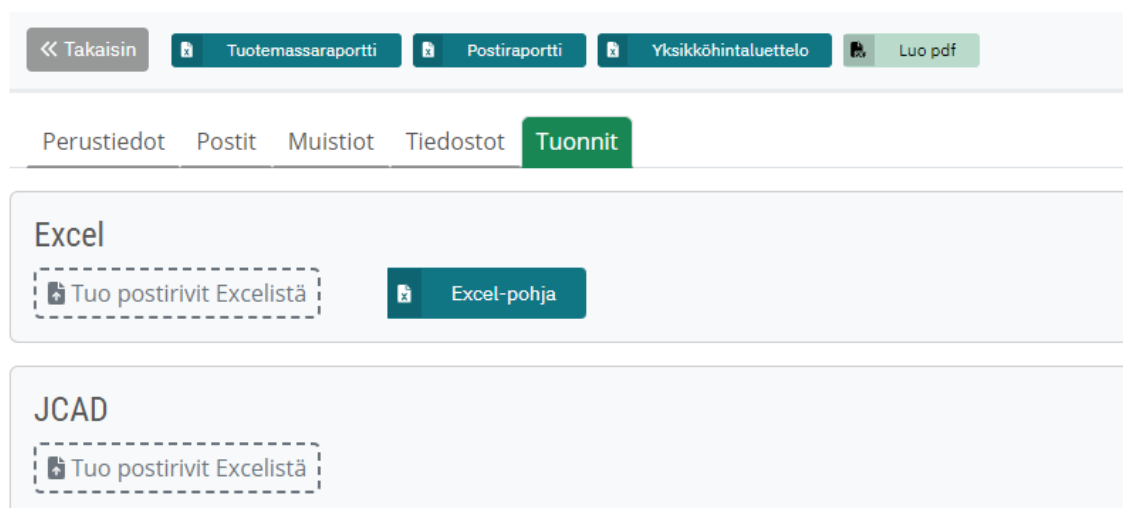 Takaisin Tuotemassaraportti Postiraportti Yksikköhintaluettelo Luo pdf
Perustiedot Postit Muistiot Tiedostot Tuonnit
Excel
Tuo postirivit Excelistä Excel-pohja
JCAD
Tuo postirivit Excelistä